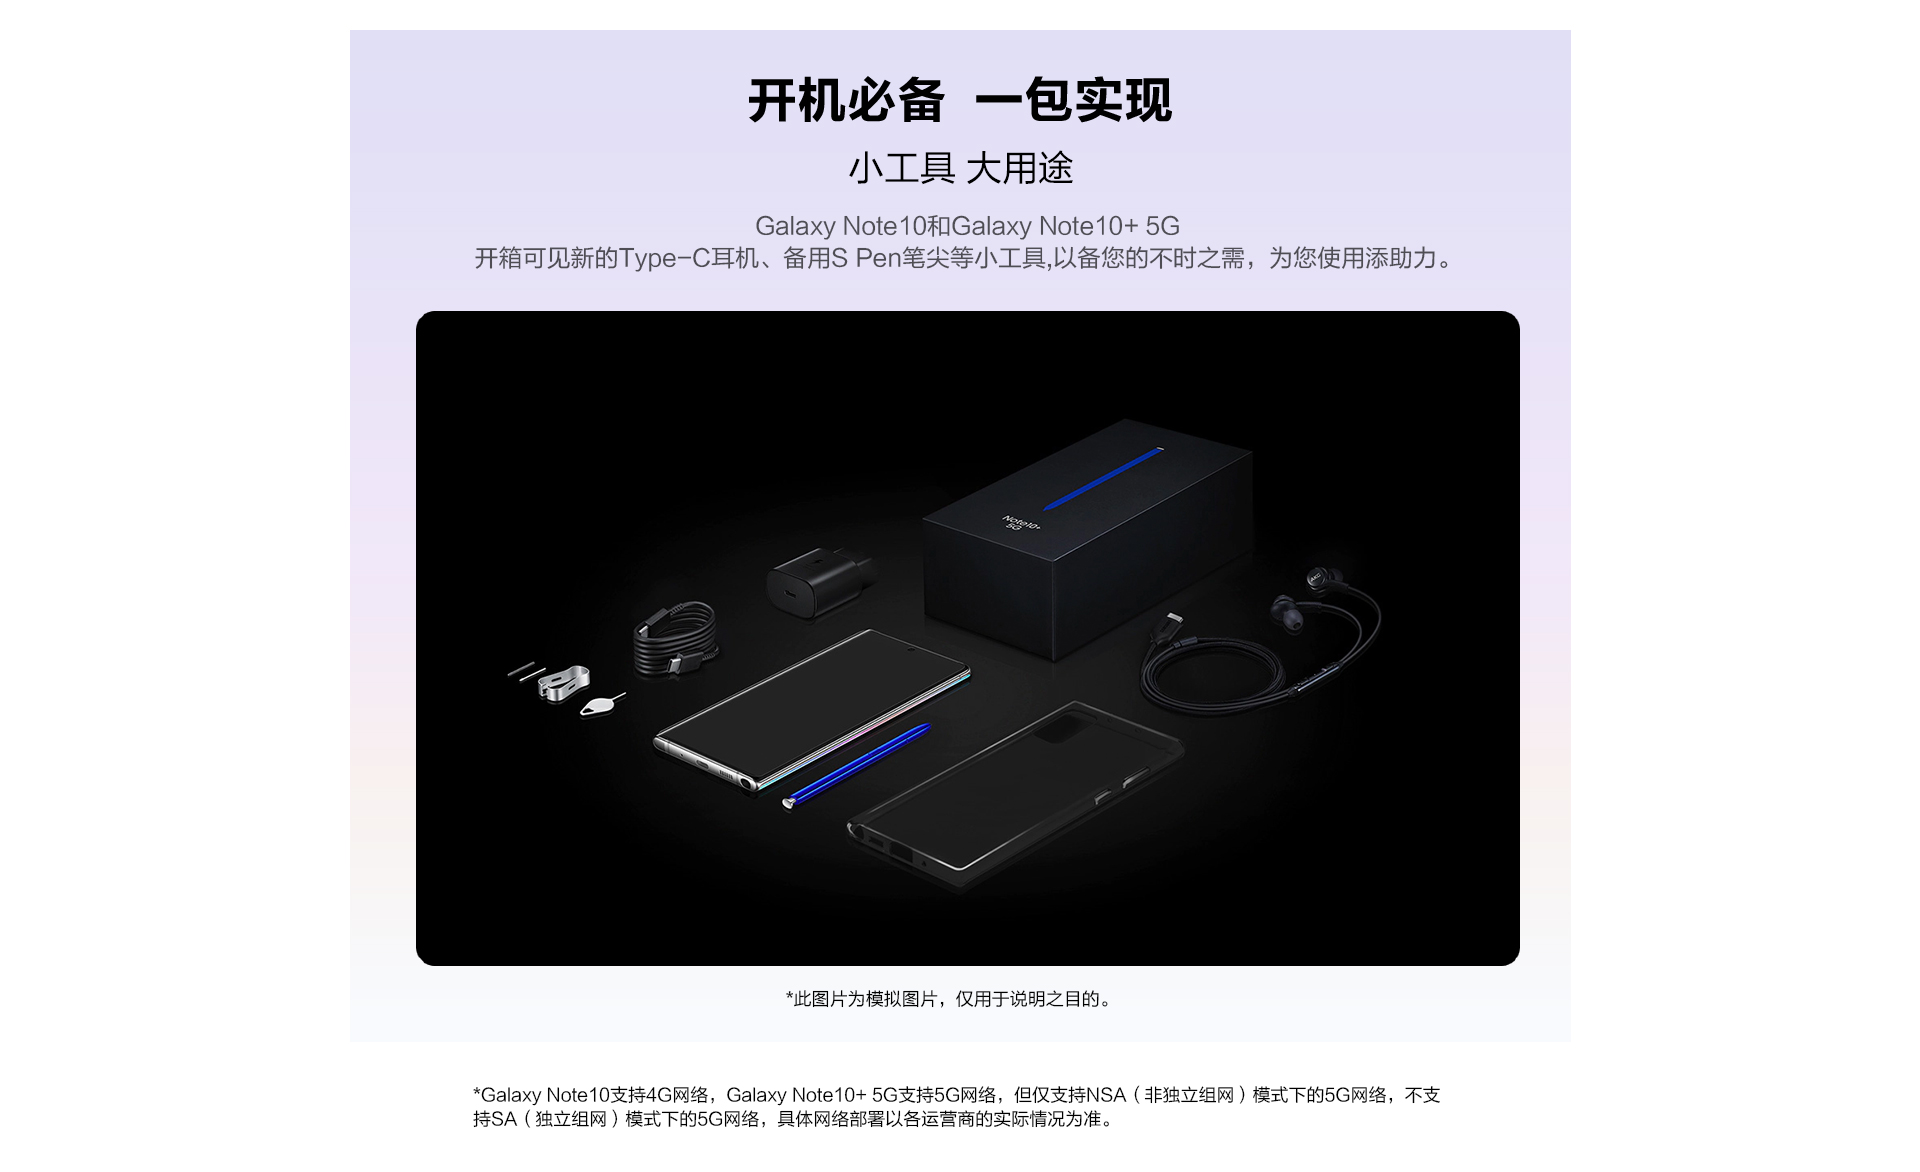 开机必备 一包实现
小工具 大用途
Galaxy Note10和Galaxy Note10+ 5G
开箱可见新的Type-C耳机、备用S Pen笔尖等小工具,以备您的不时之需，为您使用添助力。
Note10+
5G
AKG
*此图片为模拟图片，仅用于说明之目的。
*Galaxy Note10支持4G网络，Galaxy Note10+ 5G支持5G网络，但仅支持NSA（非独立组网）模式下的5G网络，不支
持SA（独立组网）模式下的5G网络，具体网络部署以各运营商的实际情况为准。